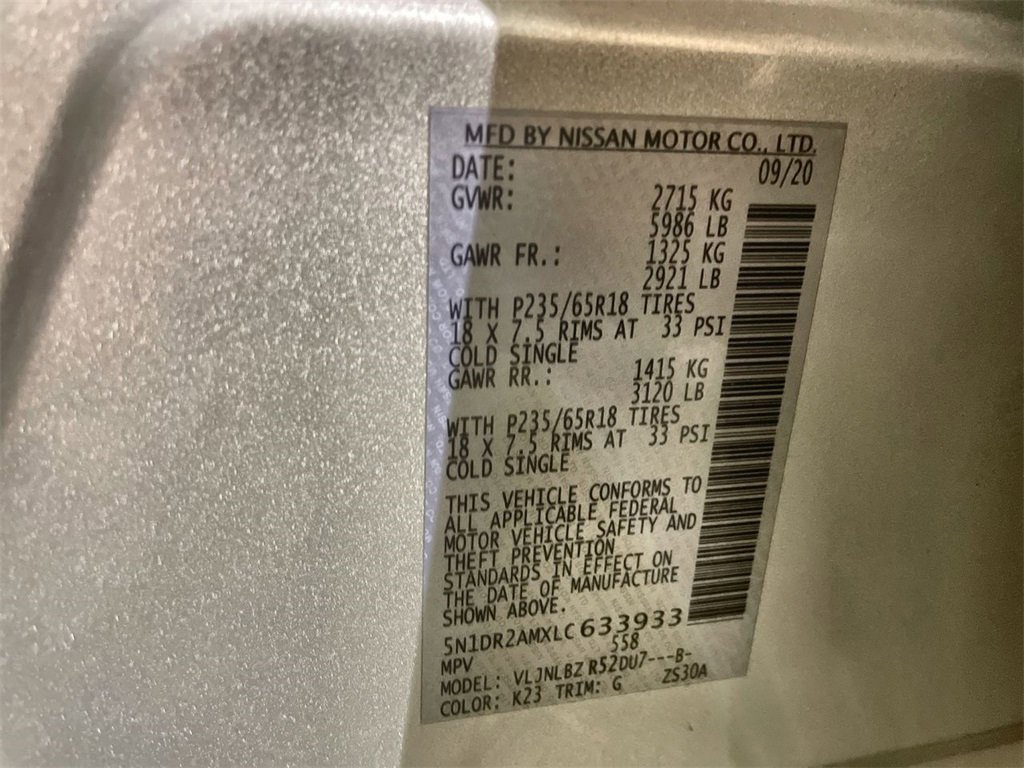 MFD BY NISSAN MOTOR CO., LTD.
DATE: 09/20
GVWR: 2715 KG
5986 LB
GAWR FR.: 1325 KG
2921 LB
WITH P235/65R18 TIRES
18 X 7.5 RIMS AT 33 PSI
COLD SINGLE
GAWR RR.: 1415 KG
3120 LB
WITH P235/65R18 TIRES
18 X 7.5 RIMS AT 33 PSI
COLD SINGLE
THIS VEHICLE CONFORMS TO
ALL APPLICABLE FEDERAL
MOTOR VEHICLE SAFETY AND
THEFT PREVENTION
STANDARDS IN EFFECT ON
THE DATE OF MANUFACTURE
SHOWN ABOVE.
5N1DR2AMXLC633933
558
MPV
MODEL: VLJNLBZ R52DU7---B-
COLOR: K23 TRIM: G ZS30A